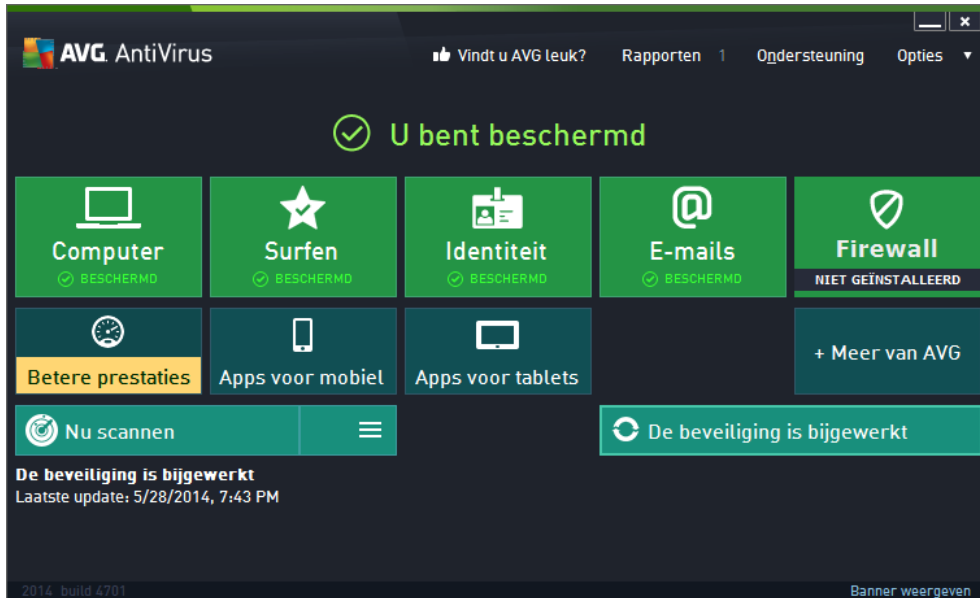 AVG. AntiVirus
Vindt u AVG leuk?
Rapporten 1
Ondersteuning
Opties
U bent beschermd
Computer
BESCHERMD
Surfen
BESCHERMD
Identiteit
BESCHERMD
E-mails
BESCHERMD
Firewall
NIET GEÏNSTALLEERD
Betere prestaties
Apps voor mobiel
Apps voor tablets
+ Meer van AVG
Nu scannen
De beveiliging is bijgewerkt
De beveiliging is bijgewerkt
Laatste update: 5/28/2014, 7:43 PM
2014 build 4701
Banner weergeven